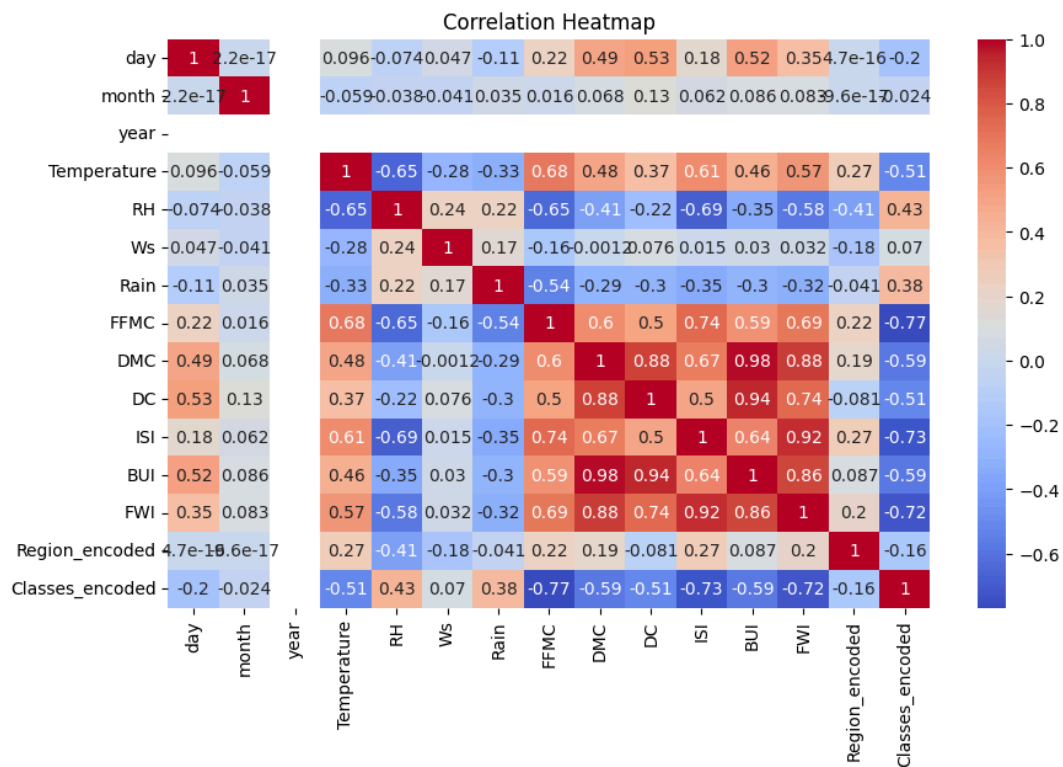 Correlation Heatmap
day 1 2.2e-17 0.096 -0.074 0.047 -0.11 0.22 0.49 0.53 0.18 0.52 0.35 4.7e-16 -0.2
month 2.2e-17 1 -0.059 -0.038 -0.041 0.035 0.016 0.068 0.13 0.062 0.086 0.083 -9.6e-17 -0.024
year
Temperature 0.096 -0.059 1 -0.65 -0.28 -0.33 0.68 0.48 0.37 0.61 0.46 0.57 0.27 -0.51
RH -0.074 -0.038 -0.65 1 0.24 0.22 -0.65 -0.41 -0.22 -0.69 -0.35 -0.58 -0.41 0.43
Ws 0.047 -0.041 -0.28 0.24 1 0.17 -0.16 -0.0012 0.076 0.015 0.03 0.032 -0.18 0.07
Rain -0.11 0.035 -0.33 0.22 0.17 1 -0.54 -0.29 -0.3 -0.35 -0.3 -0.32 -0.041 0.38
FFMC 0.22 0.016 0.68 -0.65 -0.16 -0.54 1 0.6 0.5 0.74 0.59 0.69 0.22 -0.77
DMC 0.49 0.068 0.48 -0.41 -0.0012 -0.29 0.6 1 0.88 0.67 0.98 0.88 0.19 -0.59
DC 0.53 0.13 0.37 -0.22 0.076 -0.3 0.5 0.88 1 0.5 0.94 0.74 -0.081 -0.51
ISI 0.18 0.062 0.61 -0.69 0.015 -0.35 0.74 0.67 0.5 1 0.64 0.92 0.27 -0.73
BUI 0.52 0.086 0.46 -0.35 0.03 -0.3 0.59 0.98 0.94 0.64 1 0.86 0.087 -0.59
FWI 0.35 0.083 0.57 -0.58 0.032 -0.32 0.69 0.88 0.74 0.92 0.86 1 0.2 -0.72
Region_encoded 4.7e-16 -9.6e-17 0.27 -0.41 -0.18 -0.041 0.22 0.19 -0.081 0.27 0.087 0.2 1 -0.16
Classes_encoded -0.2 -0.024 -0.51 0.43 0.07 0.38 -0.77 -0.59 -0.51 -0.73 -0.59 -0.72 -0.16 1
day month year Temperature RH Ws Rain FFMC DMC DC ISI BUI FWI Region_encoded Classes_encoded
1.0
0.8
0.6
0.4
0.2
0.0
−0.2
−0.4
−0.6